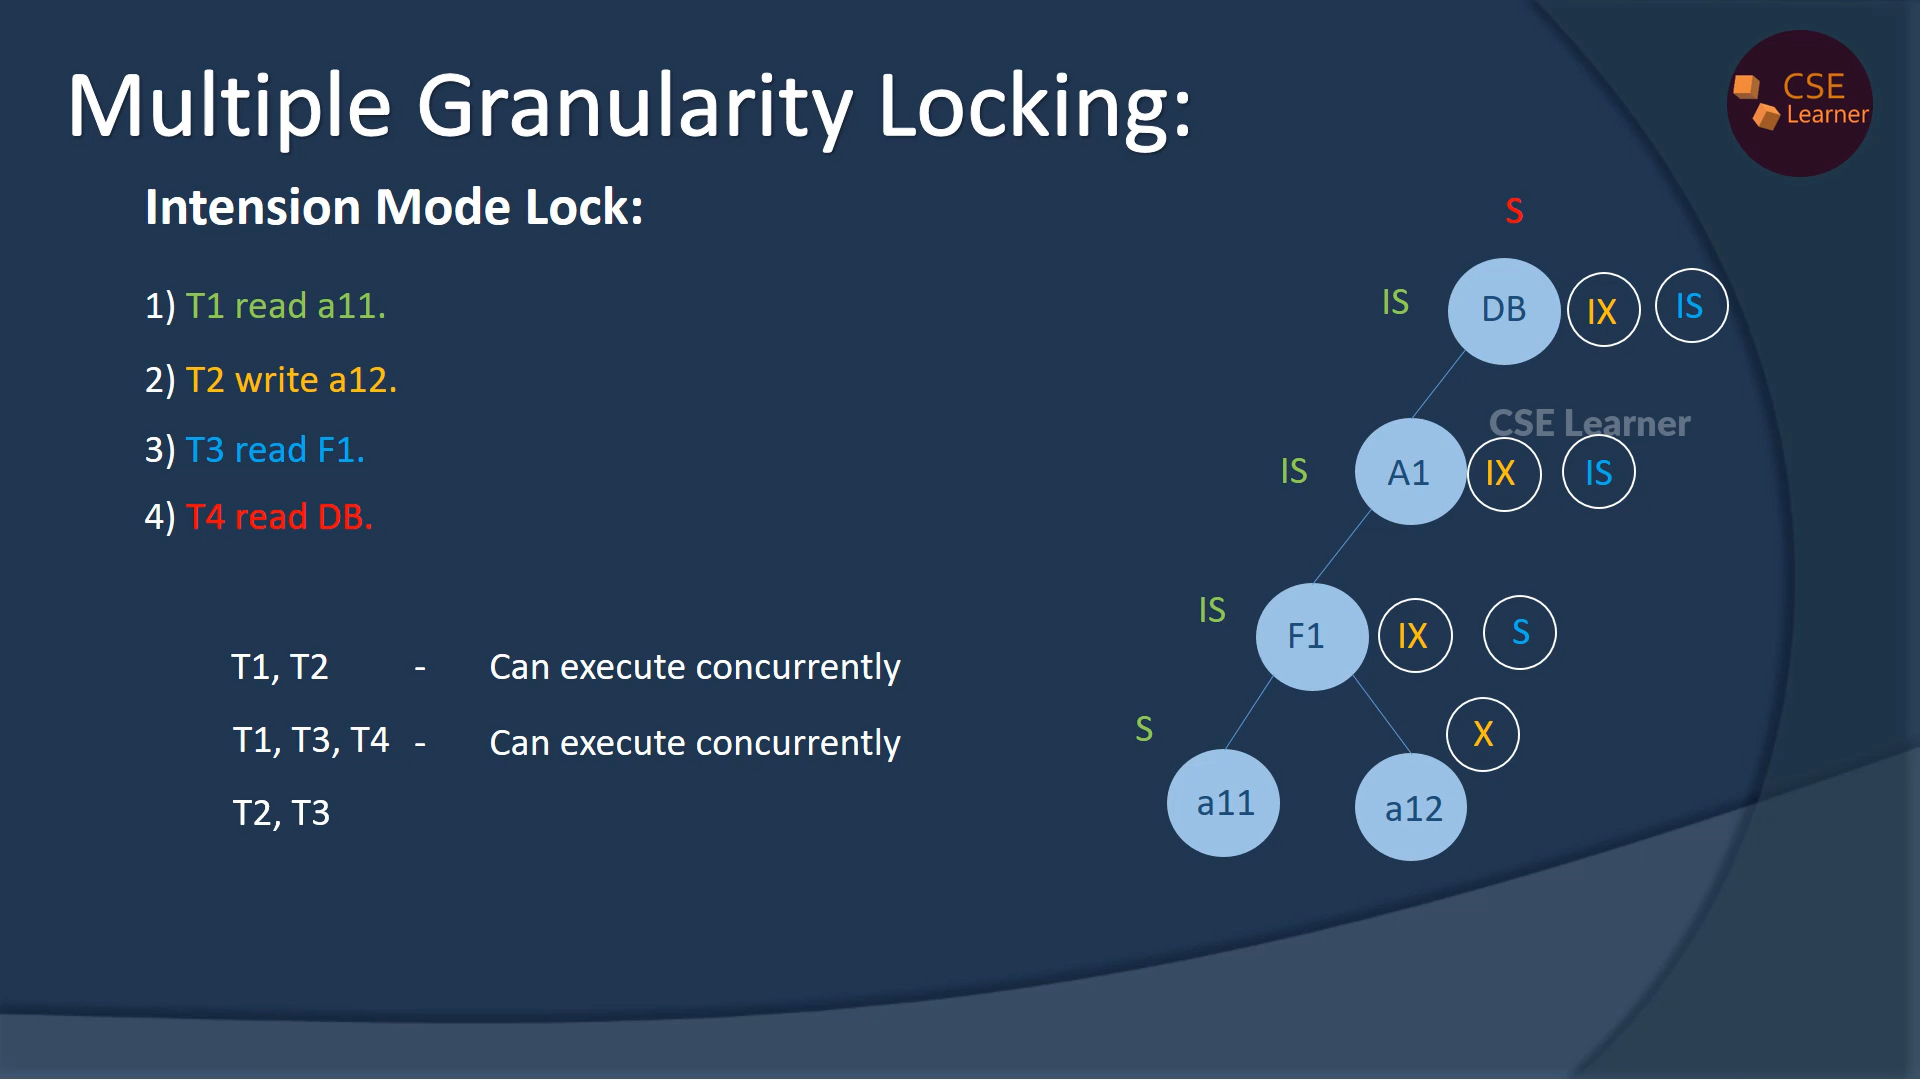 CSE
Learner
Multiple Granularity Locking:
Intension Mode Lock:
1) T1 read a11.
2) T2 write a12.
3) T3 read F1.
4) T4 read DB.
T1, T2 - Can execute concurrently
T1, T3, T4 - Can execute concurrently
T2, T3
S
IS DB IX IS
CSE Learner
IS A1 IX IS
IS F1 IX S
S X
a11 a12